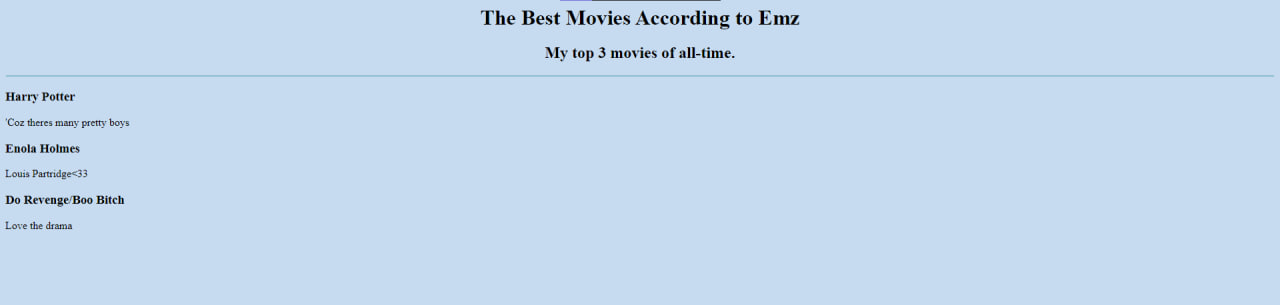 The Best Movies According to Emz
My top 3 movies of all-time.
Harry Potter
'Coz theres many pretty boys
Enola Holmes
Louis Partridge<33
Do Revenge/Boo Bitch
Love the drama